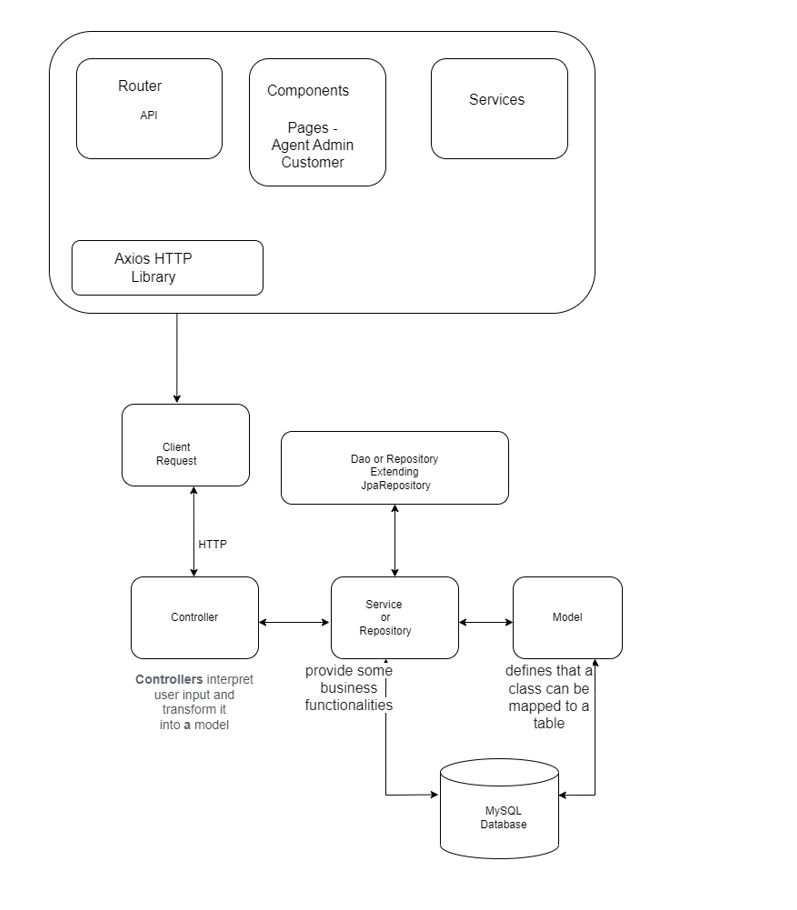 Router
API
Components
Pages -
Agent Admin
Customer
Services
Axios HTTP
Library
Client
Request
Dao or Repository
Extending
JpaRepository
HTTP
Controller
Service
or
Repository
Model
Controllers interpret
user input and
transform it
into a model
provide some
business
functionalities
defines that a
class can be
mapped to a
table
MySQL
Database